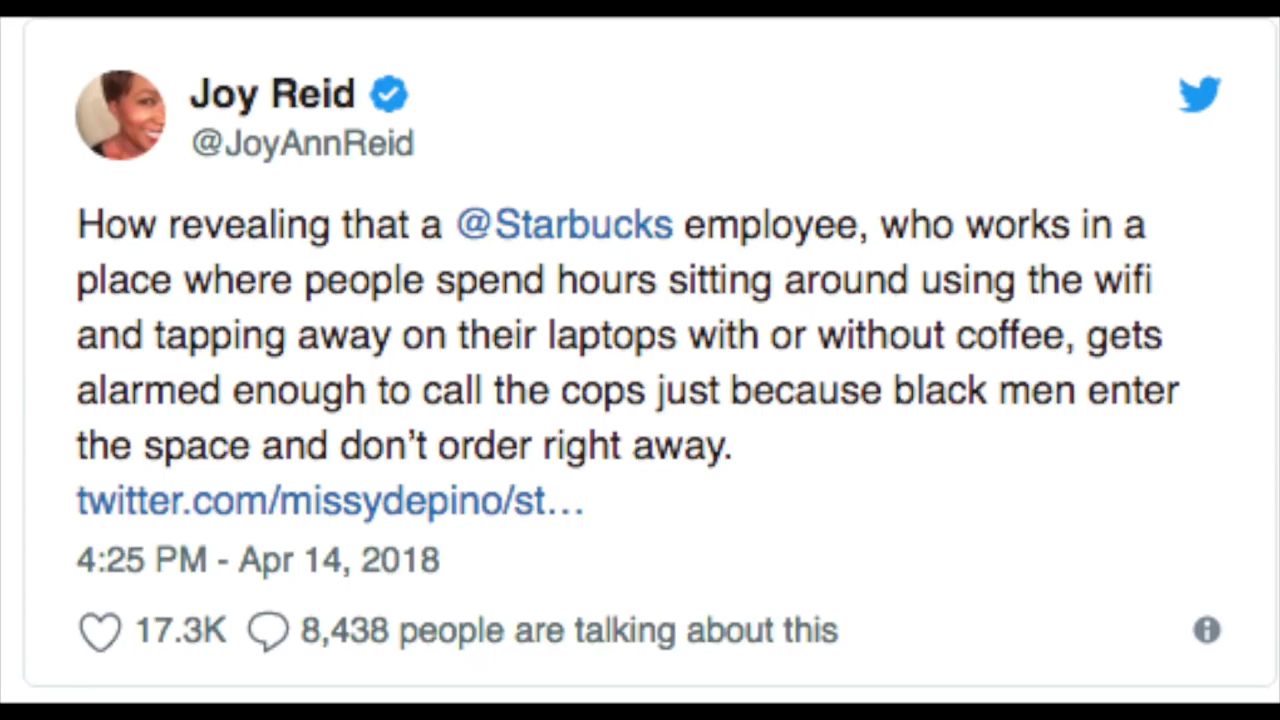 Joy Reid
@JoyAnnReid
How revealing that a @Starbucks employee, who works in a
place where people spend hours sitting around using the wifi
and tapping away on their laptops with or without coffee, gets
alarmed enough to call the cops just because black men enter
the space and don’t order right away.
twitter.com/missydepino/st…
4:25 PM - Apr 14, 2018
17.3K 8,438 people are talking about this